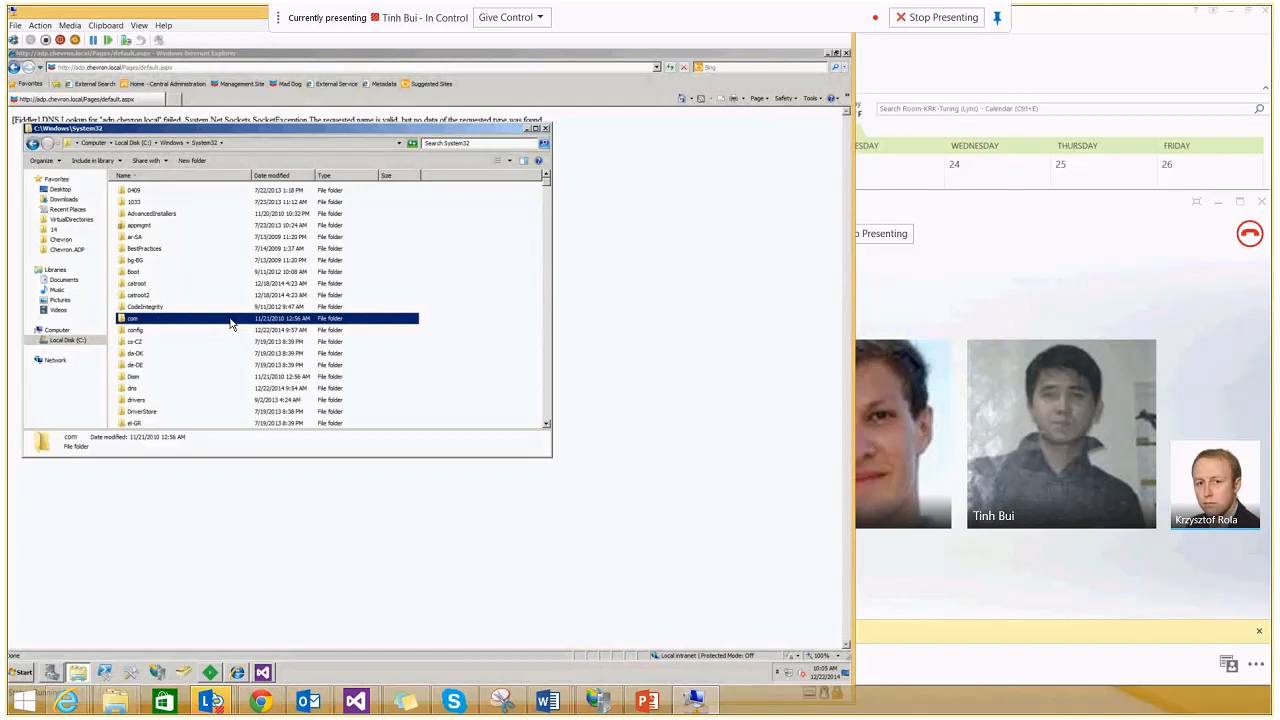 Currently presenting Tinh Bui - In Control Give Control
Stop Presenting
File Action Media Clipboard View Help
http://adp.chevron.local/Pages/default.aspx - Windows Internet Explorer
http://adp.chevron.local/Pages/default.aspx
Bing
Favorites External Search Home - Central Administration Management Site Mad Dog External Service Metadata Suggested Sites
http://adp.chevron.local/Pages/default.aspx
Page Safety Tools
[Fiddler] DNS Lookup for "adp.chevron.local" failed. System.Net.Sockets.SocketException The requested name is valid, but no data of the requested type was found
C:\Windows\System32
Computer Local Disk (C:) Windows System32
Search System32
Organize Include in library Share with New folder
Favorites
Desktop
Downloads
Recent Places
VirtualDirectories
14
Chevron
Chevron.ADP
Libraries
Documents
Music
Pictures
Videos
Computer
Local Disk (C:)
Network
Name Date modified Type Size
0409 7/22/2013 1:18 PM File folder
1033 7/23/2013 11:12 AM File folder
AdvancedInstallers 11/20/2010 10:32 PM File folder
appmgmt 7/23/2013 10:24 AM File folder
ar-SA 7/13/2009 11:20 PM File folder
BestPractices 7/14/2009 1:37 AM File folder
bg-BG 7/13/2009 11:20 PM File folder
Boot 9/11/2012 10:08 AM File folder
catroot 12/18/2014 4:23 AM File folder
catroot2 12/18/2014 4:23 AM File folder
CodeIntegrity 9/11/2012 9:47 AM File folder
com 11/21/2010 12:56 AM File folder
config 12/22/2014 9:57 AM File folder
cs-CZ 7/19/2013 8:39 PM File folder
da-DK 7/19/2013 8:39 PM File folder
de-DE 7/19/2013 8:39 PM File folder
Dism 11/21/2010 12:56 AM File folder
dns 12/22/2014 9:54 AM File folder
drivers 9/2/2013 4:24 AM File folder
DriverStore 7/19/2013 8:38 PM File folder
el-GR 7/19/2013 8:39 PM File folder
com Date modified: 11/21/2010 12:56 AM
File folder
Done
Local intranet | Protected Mode: Off
100%
Start
10:05 AM
12/22/2014
Search Room-KRK-Turing (Lync) - Calendar (Ctrl+E)
SDAY WEDNESDAY THURSDAY FRIDAY
24 25 26
p Presenting
Tinh Bui
Krzysztof Rola